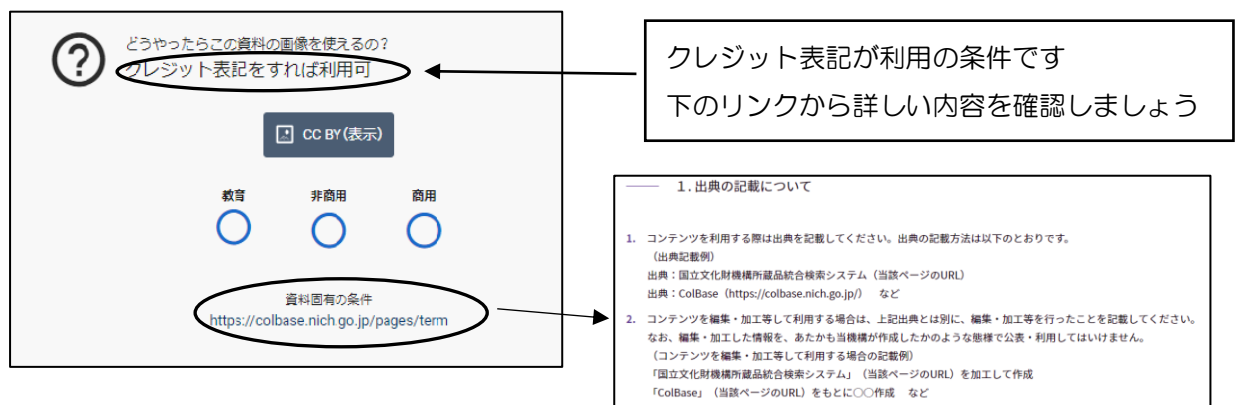 どうやったらこの資料の画像を使えるの?
クレジット表記をすれば利用可
CC BY(表示)
教育 非商用 商用
資料固有の条件
https://colbase.nich.go.jp/pages/term
クレジット表記が利用の条件です
下のリンクから詳しい内容を確認しましょう
1.出典の記載について
1. コンテンツを利用する際は出典を記載してください。出典の記載方法は以下のとおりです。
(出典記載例)
出典:国立文化財機構所蔵品統合検索システム(当該ページのURL)
出典:ColBase(https://colbase.nich.go.jp/) など
2. コンテンツを編集・加工等して利用する場合は、上記出典とは別に、編集・加工等を行ったことを記載してください。
なお、編集・加工した情報を、あたかも当機構が作成したかのような態様で公表・利用してはいけません。
(コンテンツを編集・加工等して利用する場合の記載例)
「国立文化財機構所蔵品統合検索システム」(当該ページのURL)を加工して作成
「ColBase」(当該ページのURL)をもとに○○作成 など